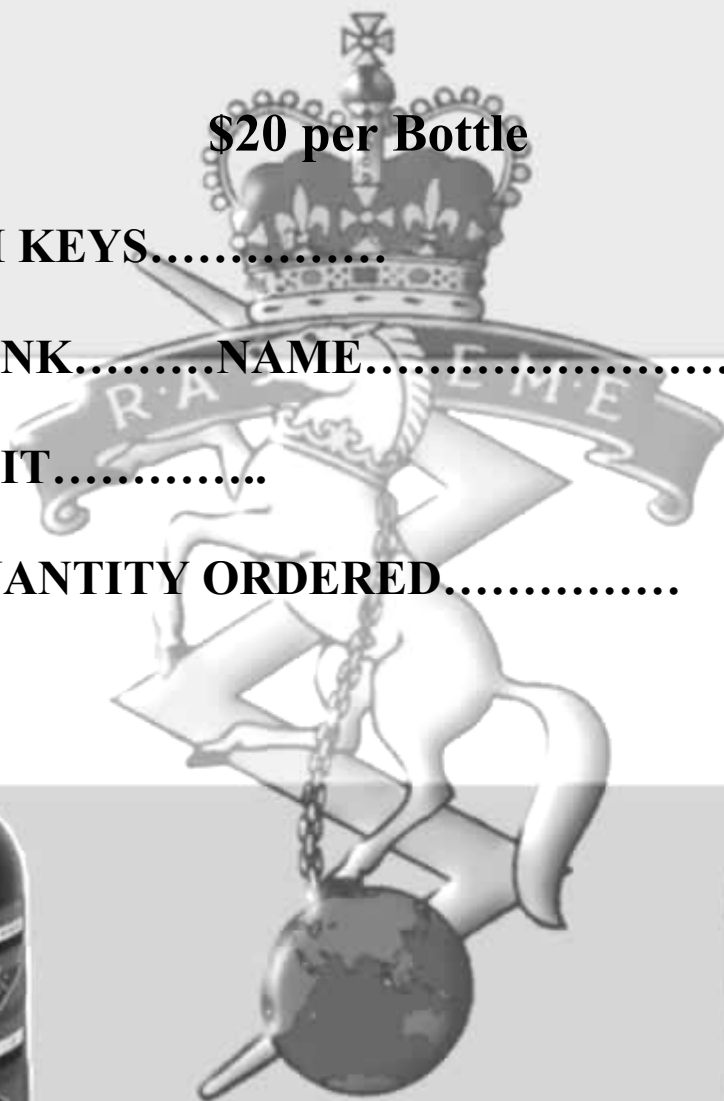 $20 per Bottle
KEYS……………
NK………NAME……………………
R·A E·M·E
IT…………..
ANTITY ORDERED……………